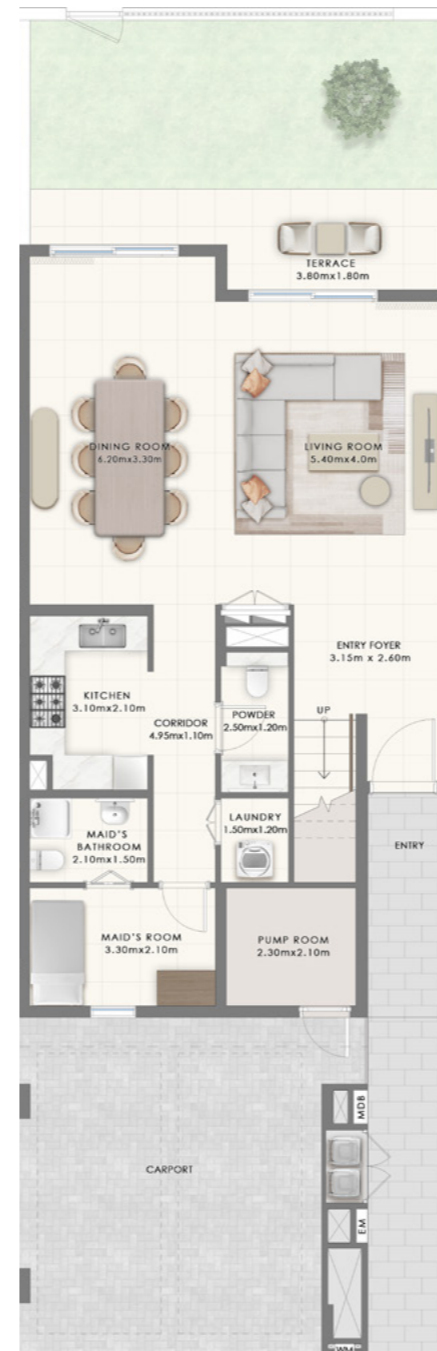 TERRACE
3.80mx1.80m
DINING ROOM
6.20mx3.30m
LIVING ROOM
5.40mx4.0m
ENTRY FOYER
3.15m x 2.60m
KITCHEN
3.10mx2.10m
CORRIDOR
4.95mx1.10m
POWDER
2.50mx1.20m
UP
LAUNDRY
1.50mx1.20m
MAID'S
BATHROOM
2.10mx1.50m
ENTRY
MAID'S ROOM
3.30mx2.10m
PUMP ROOM
2.30mx2.10m
MDB
CARPORT
EM
WM